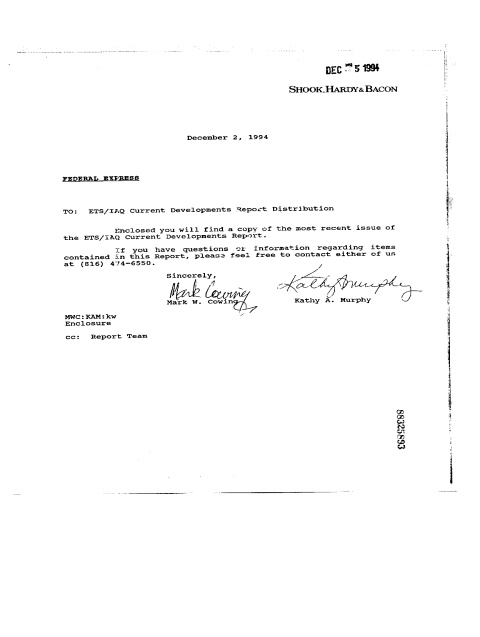 DEC 5 1994
SHOOK, HARDY & BACON
December 2, 1994
FEDERAL EXPRESS
TO: ETS/IAQ Current Developments Report Distribution
Enclosed you will find a copy of the most recent issue of
the ETS/IAQ Current Developments Report.
If you have questions or information regarding items
contained in this Report, please feel free to contact either of us
at (816) 474-6550.
Sincerely,
Mark Cowing Kathy A Murphy
Mark W. Cowing Kathy A. Murphy
MWC:KAM:kw
Enclosure
cc: Report Team
88325893